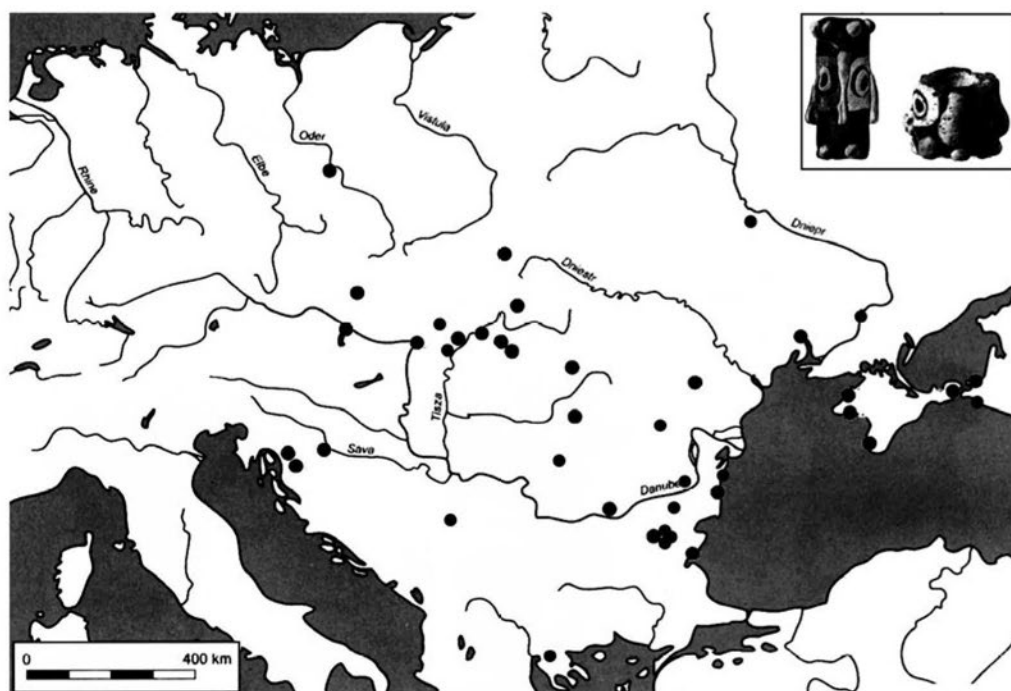 Vistula
Oder
Elbe
Rhine
Dniepr
Dniestr
Tisza
Sava
Danube
0 400 km